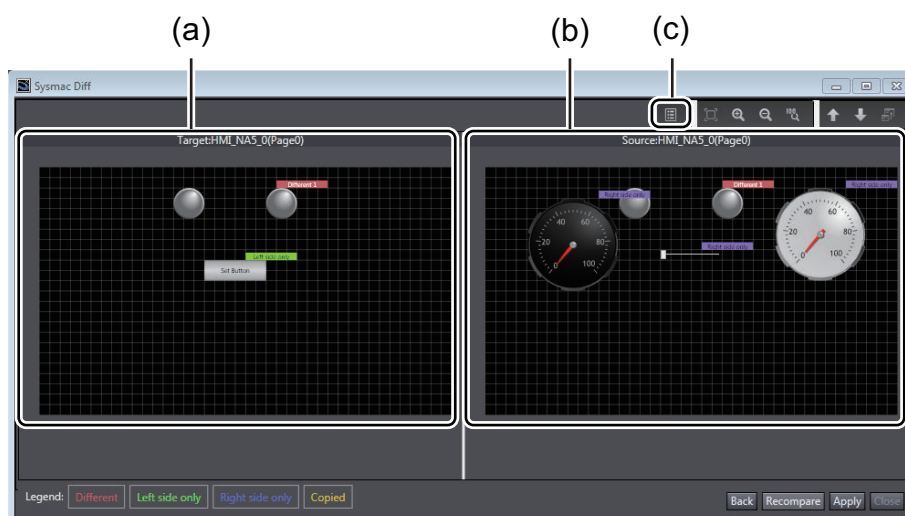 (a)
(b)
(c)
Sysmac Diff
Target:HMI_NA5_0(Page0)
Source:HMI_NA5_0(Page0)
100
Different 1
Left side only
Set Button
Right side only
Different 1
Right side only
Right side only
0
20
40
60
80
100
0
20
40
60
80
100
Legend: Different Left side only Right side only Copied
Back Recompare Apply Close